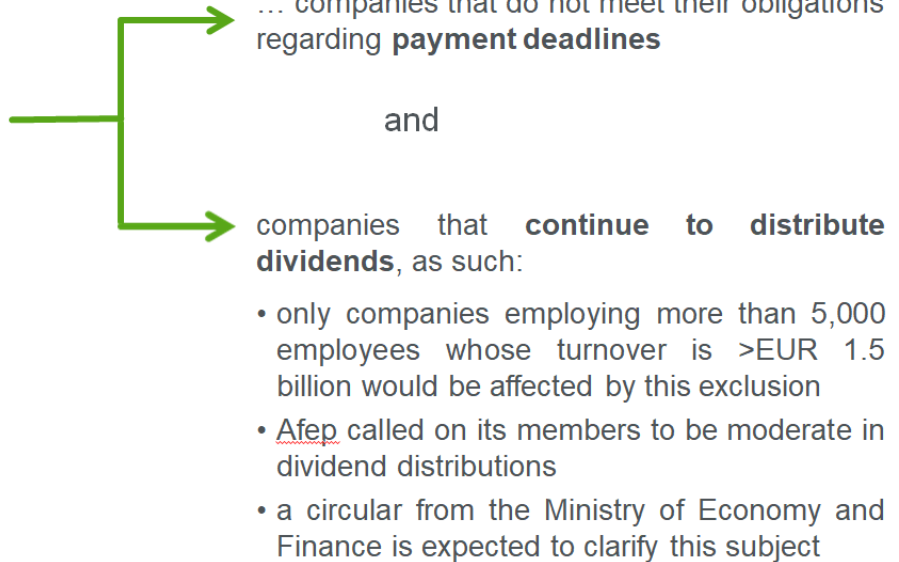 ... companies that do not meet their obligations
regarding payment deadlines
and
companies that continue to distribute
dividends, as such:
• only companies employing more than 5,000
employees whose turnover is >EUR 1.5
billion would be affected by this exclusion
• Afep called on its members to be moderate in
dividend distributions
• a circular from the Ministry of Economy and
Finance is expected to clarify this subject